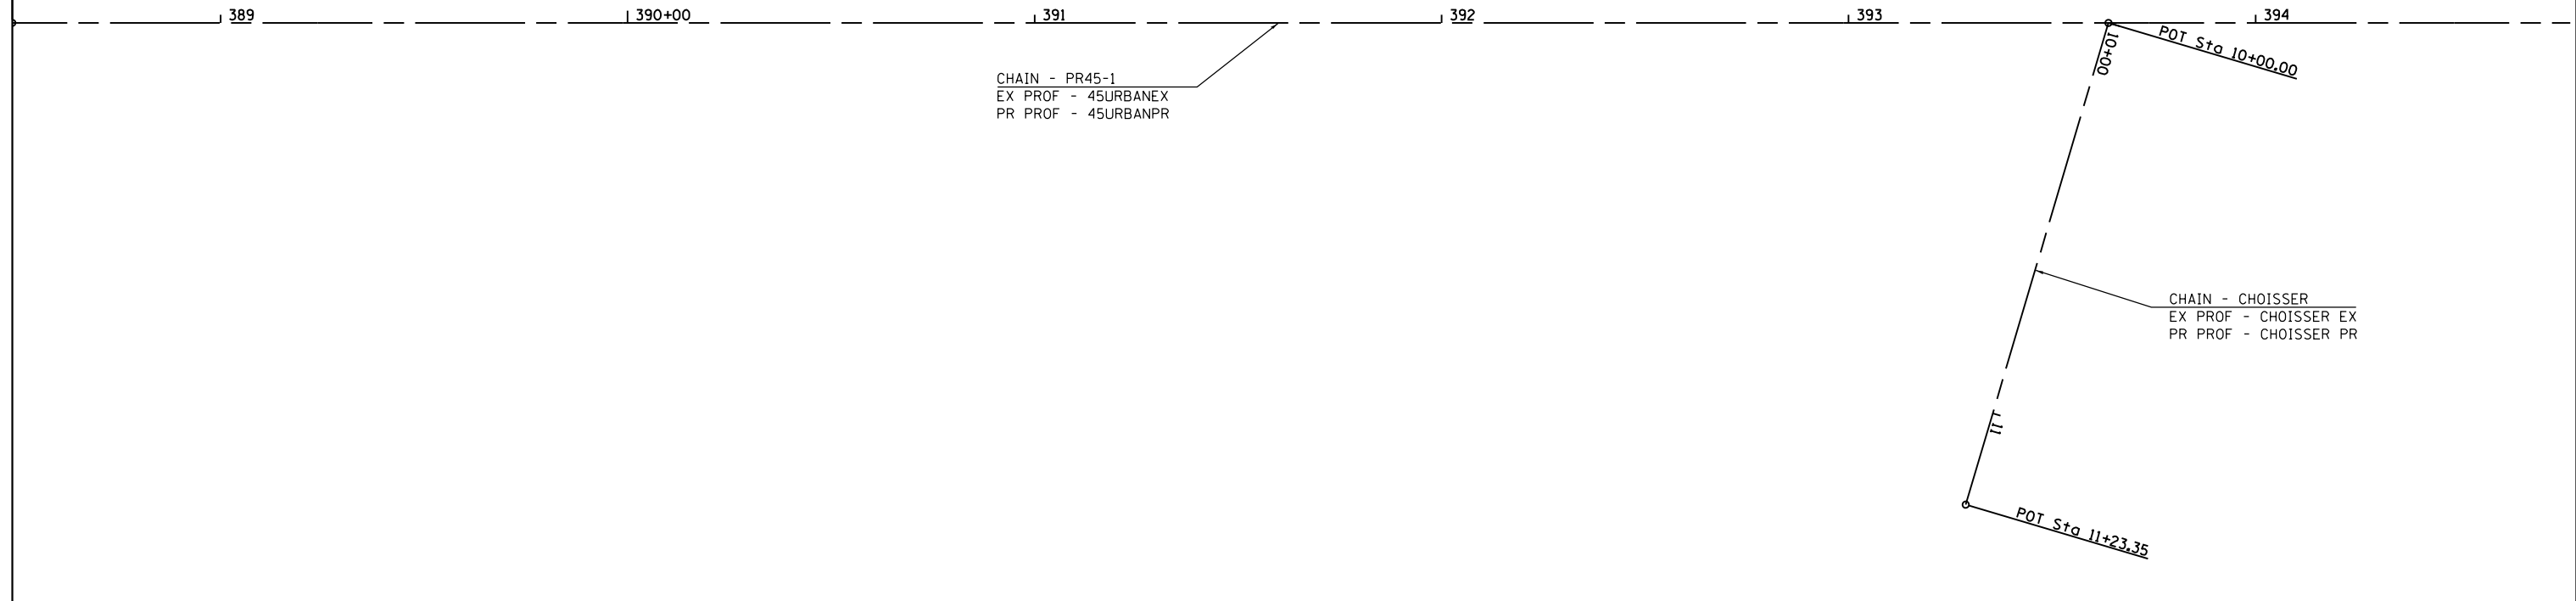 389
390+00
391
392
393
394
10+00
POT Sta 10+00.00
CHAIN - PR45-1
EX PROF - 45URBANEX
PR PROF - 45URBANPR
CHAIN - CHOISSER
EX PROF - CHOISSER EX
PR PROF - CHOISSER PR
11
POT Sta 11+23.35